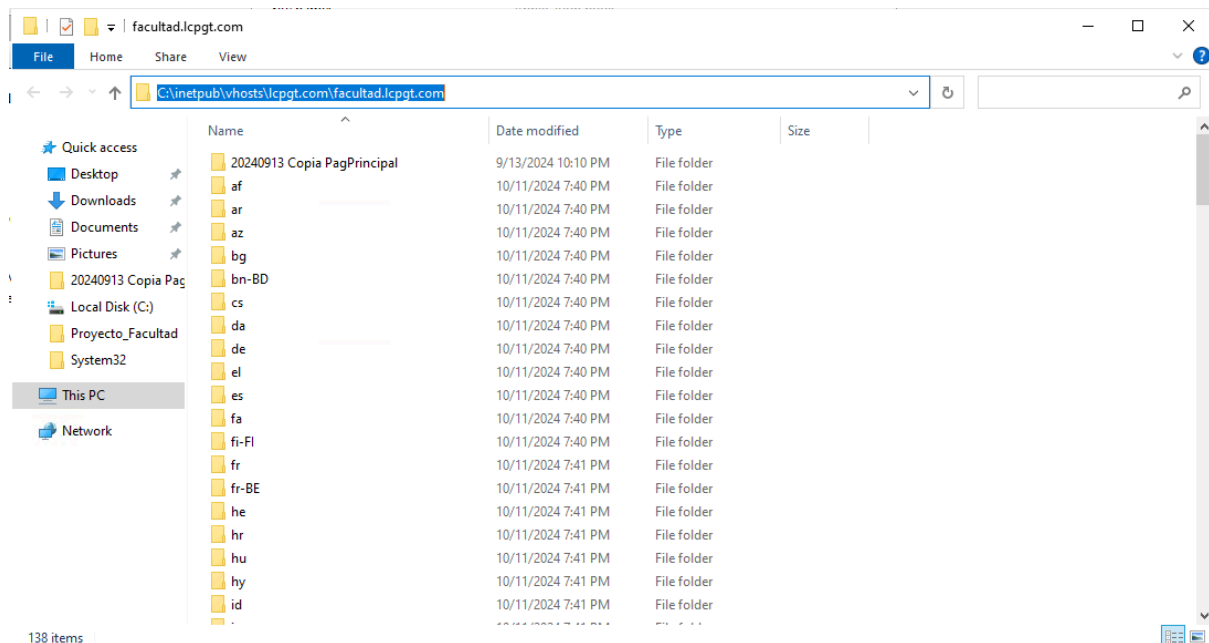 facultad.lcpgt.com
File Home Share View
C:\inetpub\vhosts\lcpgt.com\facultad.lcpgt.com
Quick access
Desktop
Downloads
Documents
Pictures
20240913 Copia Pag
Local Disk (C:)
Proyecto_Facultad
System32
This PC
Network
Name Date modified Type Size
20240913 Copia PagPrincipal 9/13/2024 10:10 PM File folder
af 10/11/2024 7:40 PM File folder
ar 10/11/2024 7:40 PM File folder
az 10/11/2024 7:40 PM File folder
bg 10/11/2024 7:40 PM File folder
bn-BD 10/11/2024 7:40 PM File folder
cs 10/11/2024 7:40 PM File folder
da 10/11/2024 7:40 PM File folder
de 10/11/2024 7:40 PM File folder
el 10/11/2024 7:40 PM File folder
es 10/11/2024 7:40 PM File folder
fa 10/11/2024 7:40 PM File folder
fi-FI 10/11/2024 7:40 PM File folder
fr 10/11/2024 7:41 PM File folder
fr-BE 10/11/2024 7:41 PM File folder
he 10/11/2024 7:41 PM File folder
hr 10/11/2024 7:41 PM File folder
hu 10/11/2024 7:41 PM File folder
hy 10/11/2024 7:41 PM File folder
id 10/11/2024 7:41 PM File folder
138 items